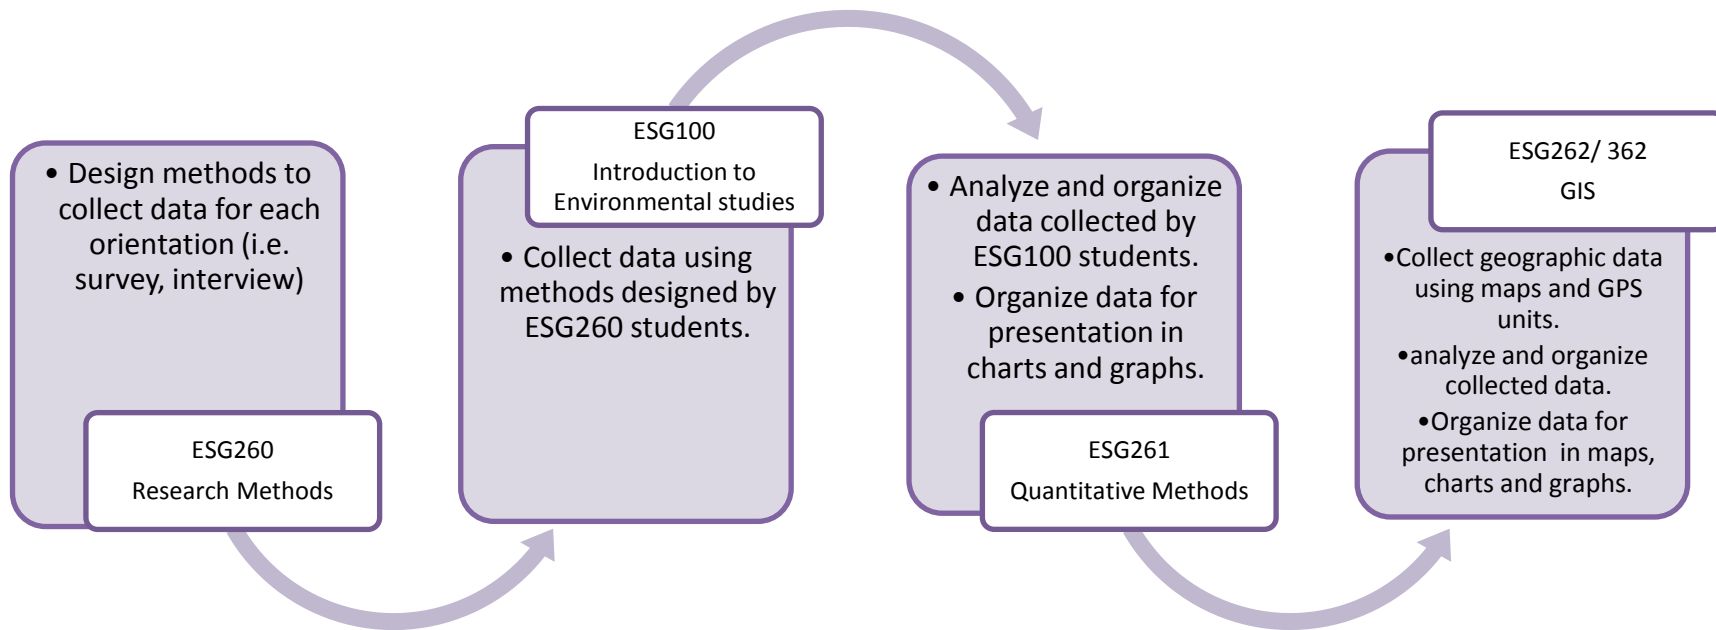 • Design methods to
collect data for each
orientation (i.e.
survey, interview)
ESG260
Research Methods
ESG100
Introduction to
Environmental studies
• Collect data using
methods designed by
ESG260 students.
• Analyze and organize
data collected by
ESG100 students.
• Organize data for
presentation in
charts and graphs.
ESG261
Quantitative Methods
ESG262/ 362
GIS
•Collect geographic data
using maps and GPS
units.
•analyze and organize
collected data.
•Organize data for
presentation in maps,
charts and graphs.